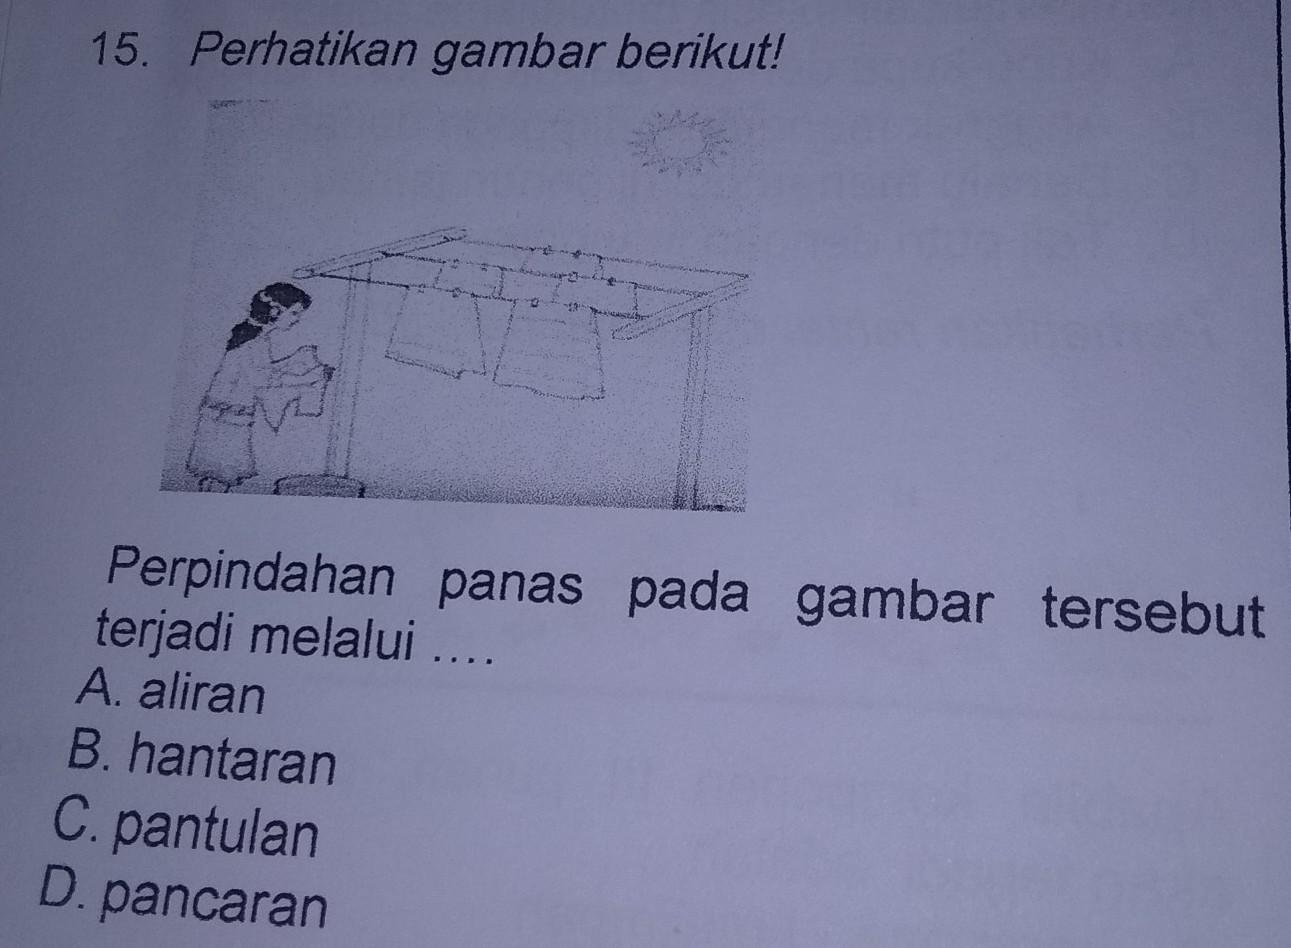 15. Perhatikan gambar berikut!
Perpindahan panas pada gambar tersebut
terjadi melalui ....
A. aliran
B. hantaran
C. pantulan
D. pancaran